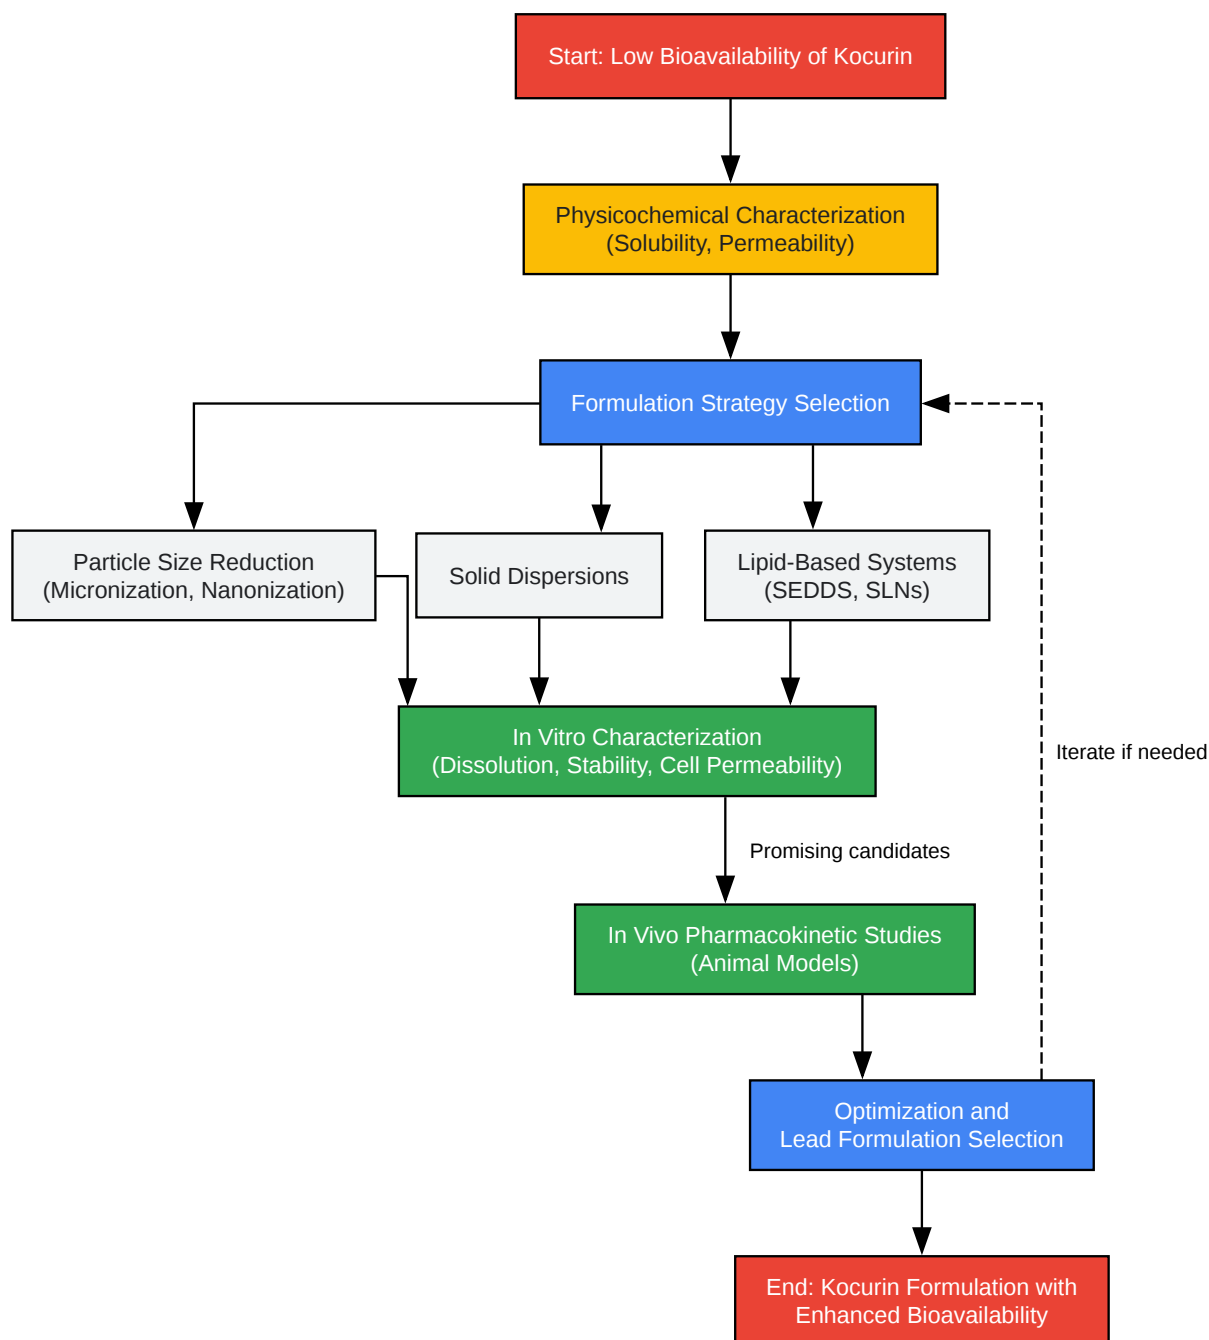 Start: Low Bioavailability of Kocurin
Physicochemical Characterization
(Solubility, Permeability)
Formulation Strategy Selection
Particle Size Reduction
(Micronization, Nanonization)
Solid Dispersions
Lipid-Based Systems
(SEDDS, SLNs)
In Vitro Characterization
(Dissolution, Stability, Cell Permeability)
Iterate if needed
Promising candidates
In Vivo Pharmacokinetic Studies
(Animal Models)
Optimization and
Lead Formulation Selection
End: Kocurin Formulation with
Enhanced Bioavailability